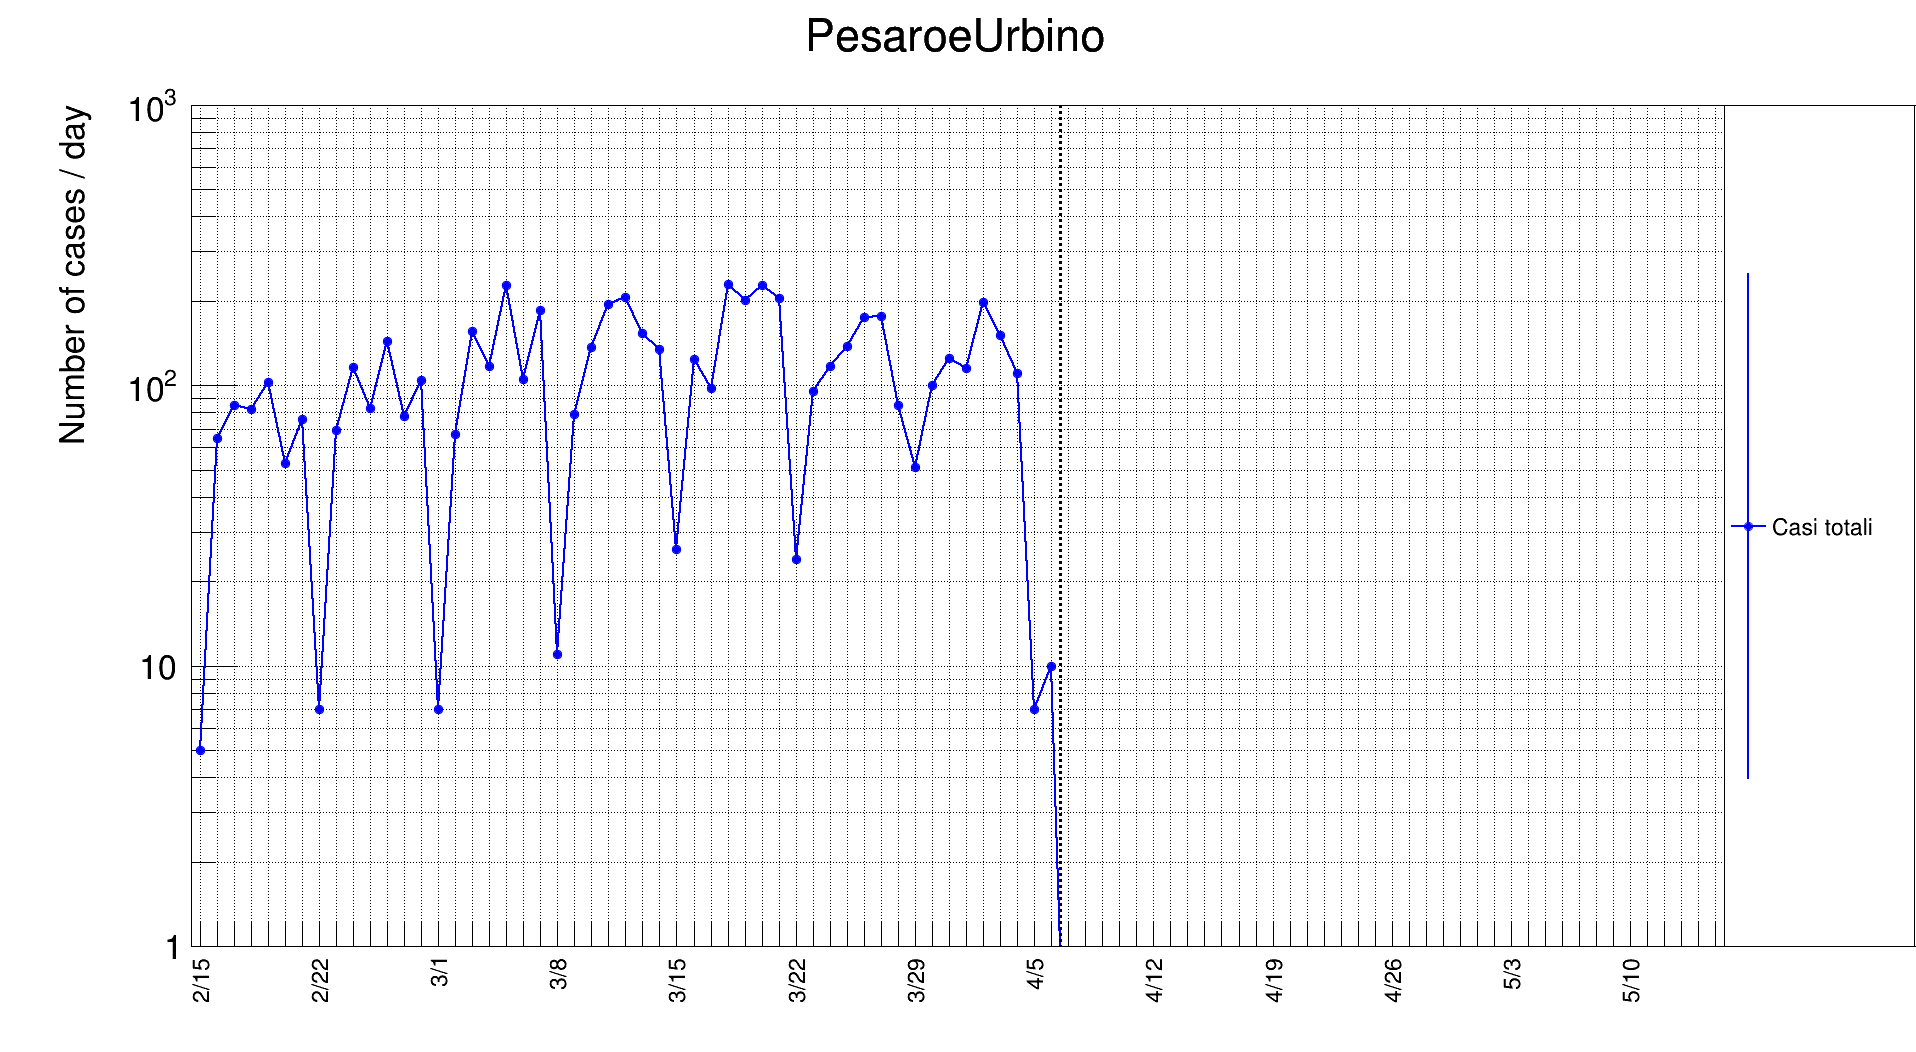 PesaroeUrbino
Number of cases / day
10³
10²
10
1
2/15 2/22 3/1 3/8 3/15 3/22 3/29 4/5 4/12 4/19 4/26 5/3 5/10
Casi totali